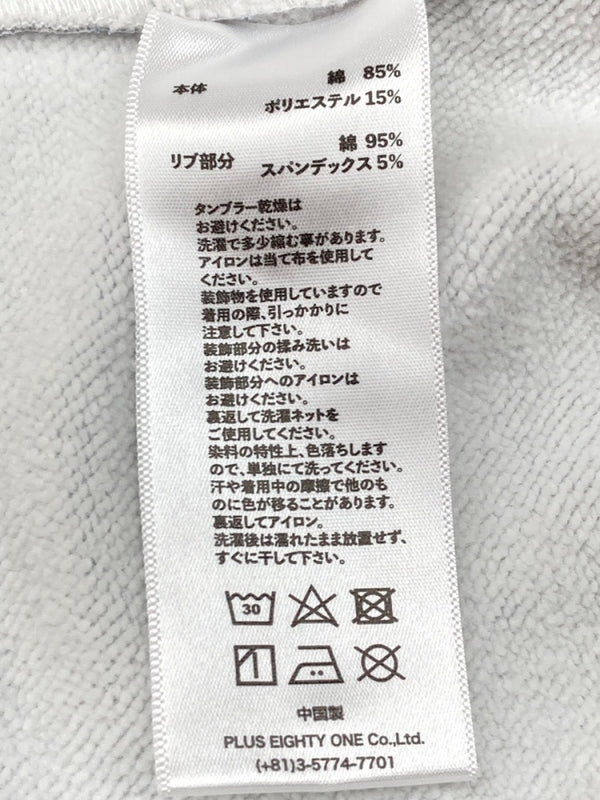 本体 綿 85%
ポリエステル 15%
綿 95%
リブ部分 スパンデックス 5%
タンブラー乾燥は
お避けください。
洗濯で多少縮む事があります。
アイロンは当て布を使用して
ください。
装飾物を使用していますので
着用の際、引っかかりに
注意して下さい。
装飾部分の揉み洗いは
お避けください。
装飾部分へのアイロンは
お避けください。
裏返して洗濯ネットを
ご使用してください。
染料の特性上、色落ちします
ので、単独にて洗ってください。
汗や着用中の摩擦で他のも
のに色が移ることがあります。
裏返してアイロン。
洗濯後は濡れたまま放置せず、
すぐに干して下さい。
30
中国製
PLUS EIGHTY ONE Co.,Ltd.
(+81)3-5774-7701